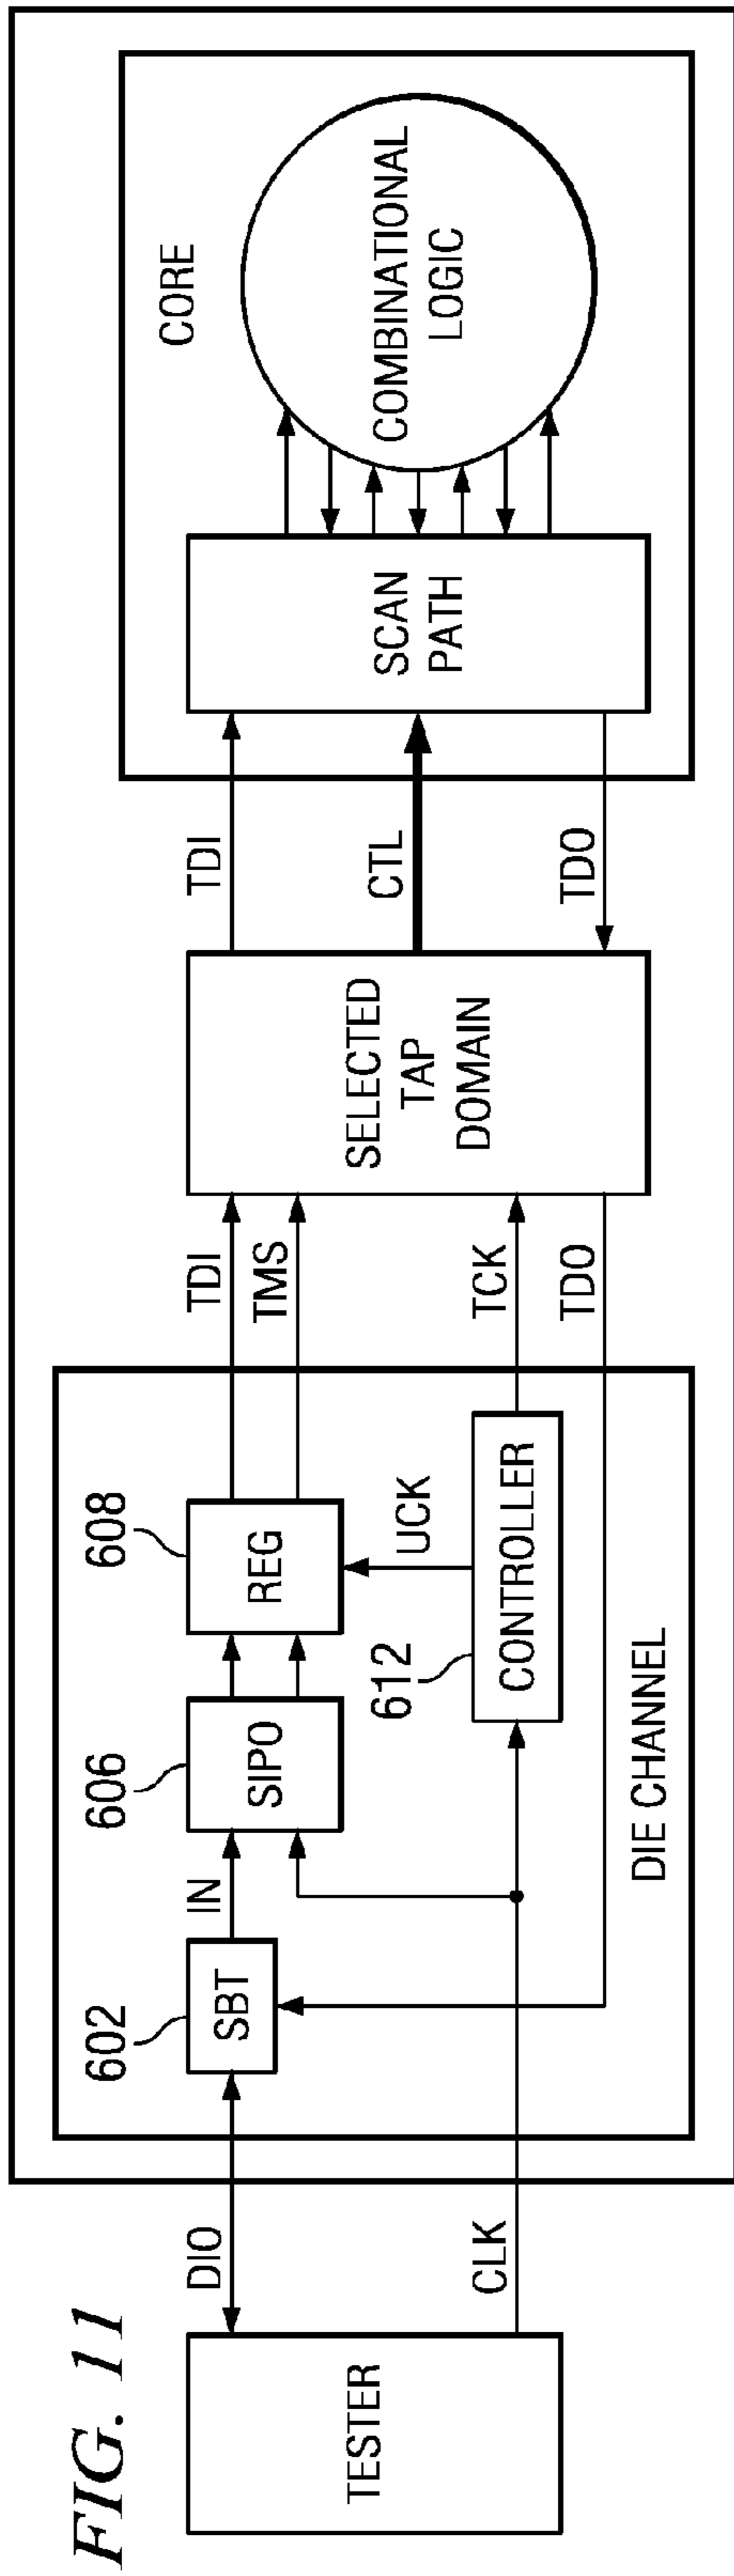 FIG. 11
TESTER
DIO
CLK
602
SBT
IN
606
SIPO
608
REG
UCK
612
CONTROLLER
DIE CHANNEL
TDI
TMS
TCK
TDO
SELECTED
TAP
DOMAIN
TDI
CTL
TDO
CORE
SCAN
PATH
COMBINATIONAL
LOGIC